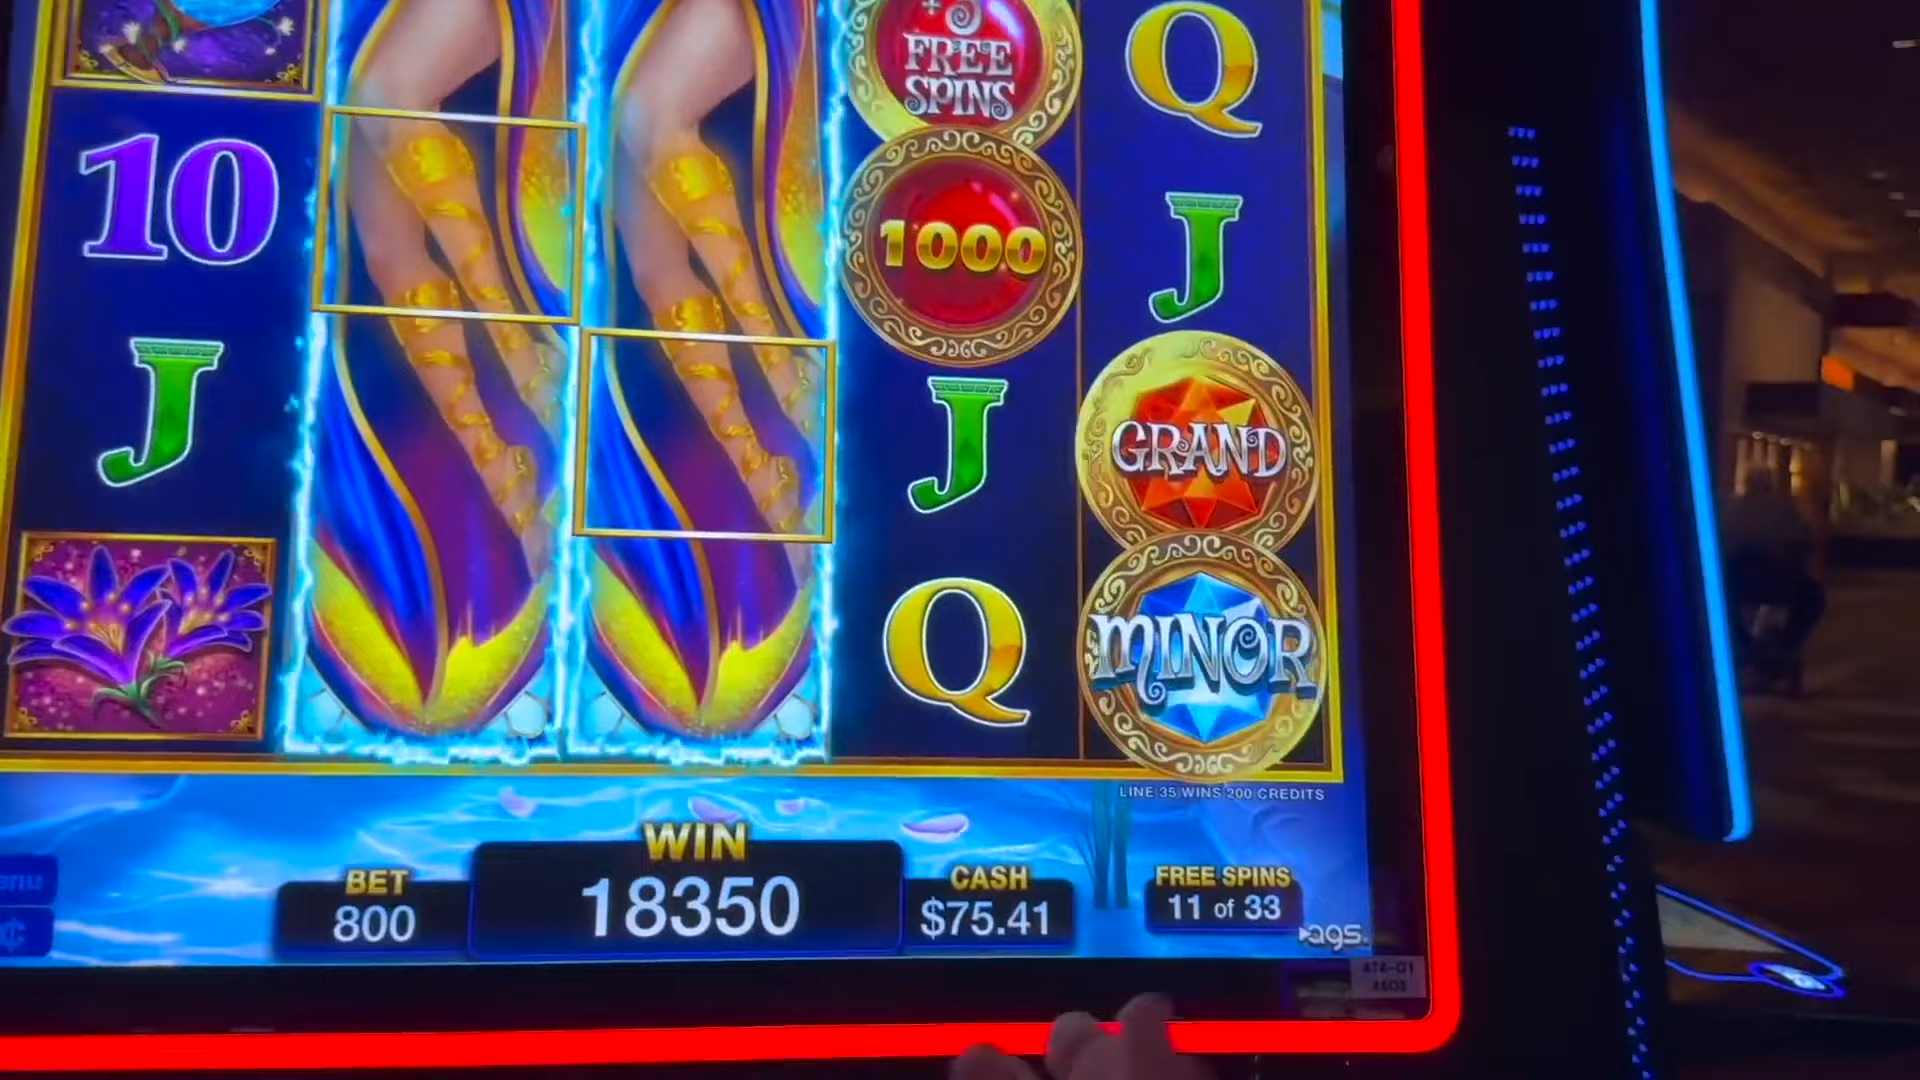 +5
FREE
SPINS
Q
10
1000
J
J
J
GRAND
Q
MINOR
LINE 35 WINS 200 CREDITS
WIN
18350
BET
800
CASH
$75.41
FREE SPINS
11 of 33
ags